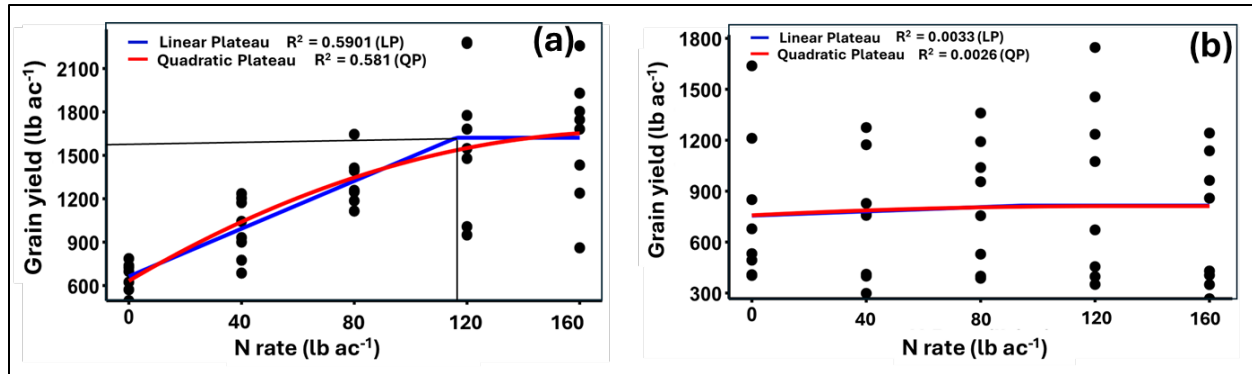 (a)
Linear Plateau R² = 0.5901 (LP)
Quadratic Plateau R² = 0.581 (QP)
Grain yield (lb ac⁻¹)
2100
1800
1500
1200
900
600
0 40 80 120 160
N rate (lb ac⁻¹)
(b)
Linear Plateau R² = 0.0033 (LP)
Quadratic Plateau R² = 0.0026 (QP)
Grain yield (lb ac⁻¹)
1800
1500
1200
900
600
300
0 40 80 120 160
N rate (lb ac⁻¹)